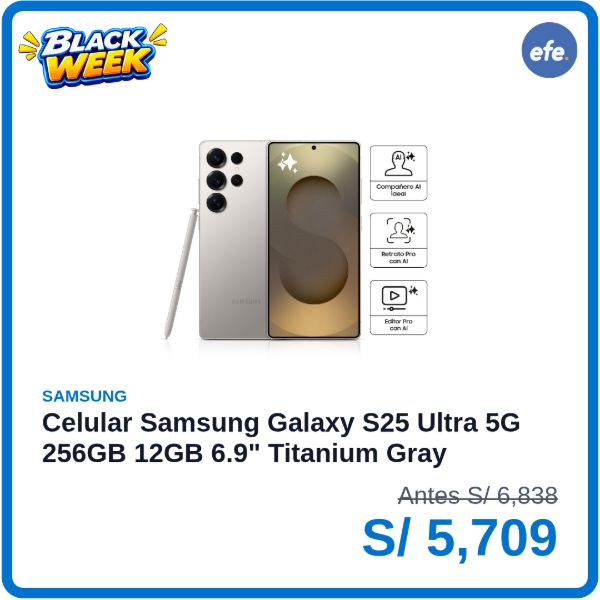 BLACK
WEEK
efe.
AI
Compañero AI
ideal
Retrato Pro
con AI
Editor Pro
con AI
SAMSUNG
SAMSUNG
Celular Samsung Galaxy S25 Ultra 5G
256GB 12GB 6.9" Titanium Gray
Antes S/ 6,838
S/ 5,709